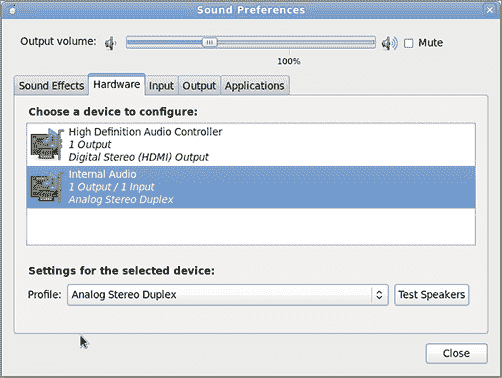 Sound Preferences
Output volume:
Mute
100%
Sound Effects Hardware Input Output Applications
Choose a device to configure:
High Definition Audio Controller
1 Output
Digital Stereo (HDMI) Output
Internal Audio
1 Output / 1 Input
Analog Stereo Duplex
Settings for the selected device:
Profile: Analog Stereo Duplex Test Speakers
Close